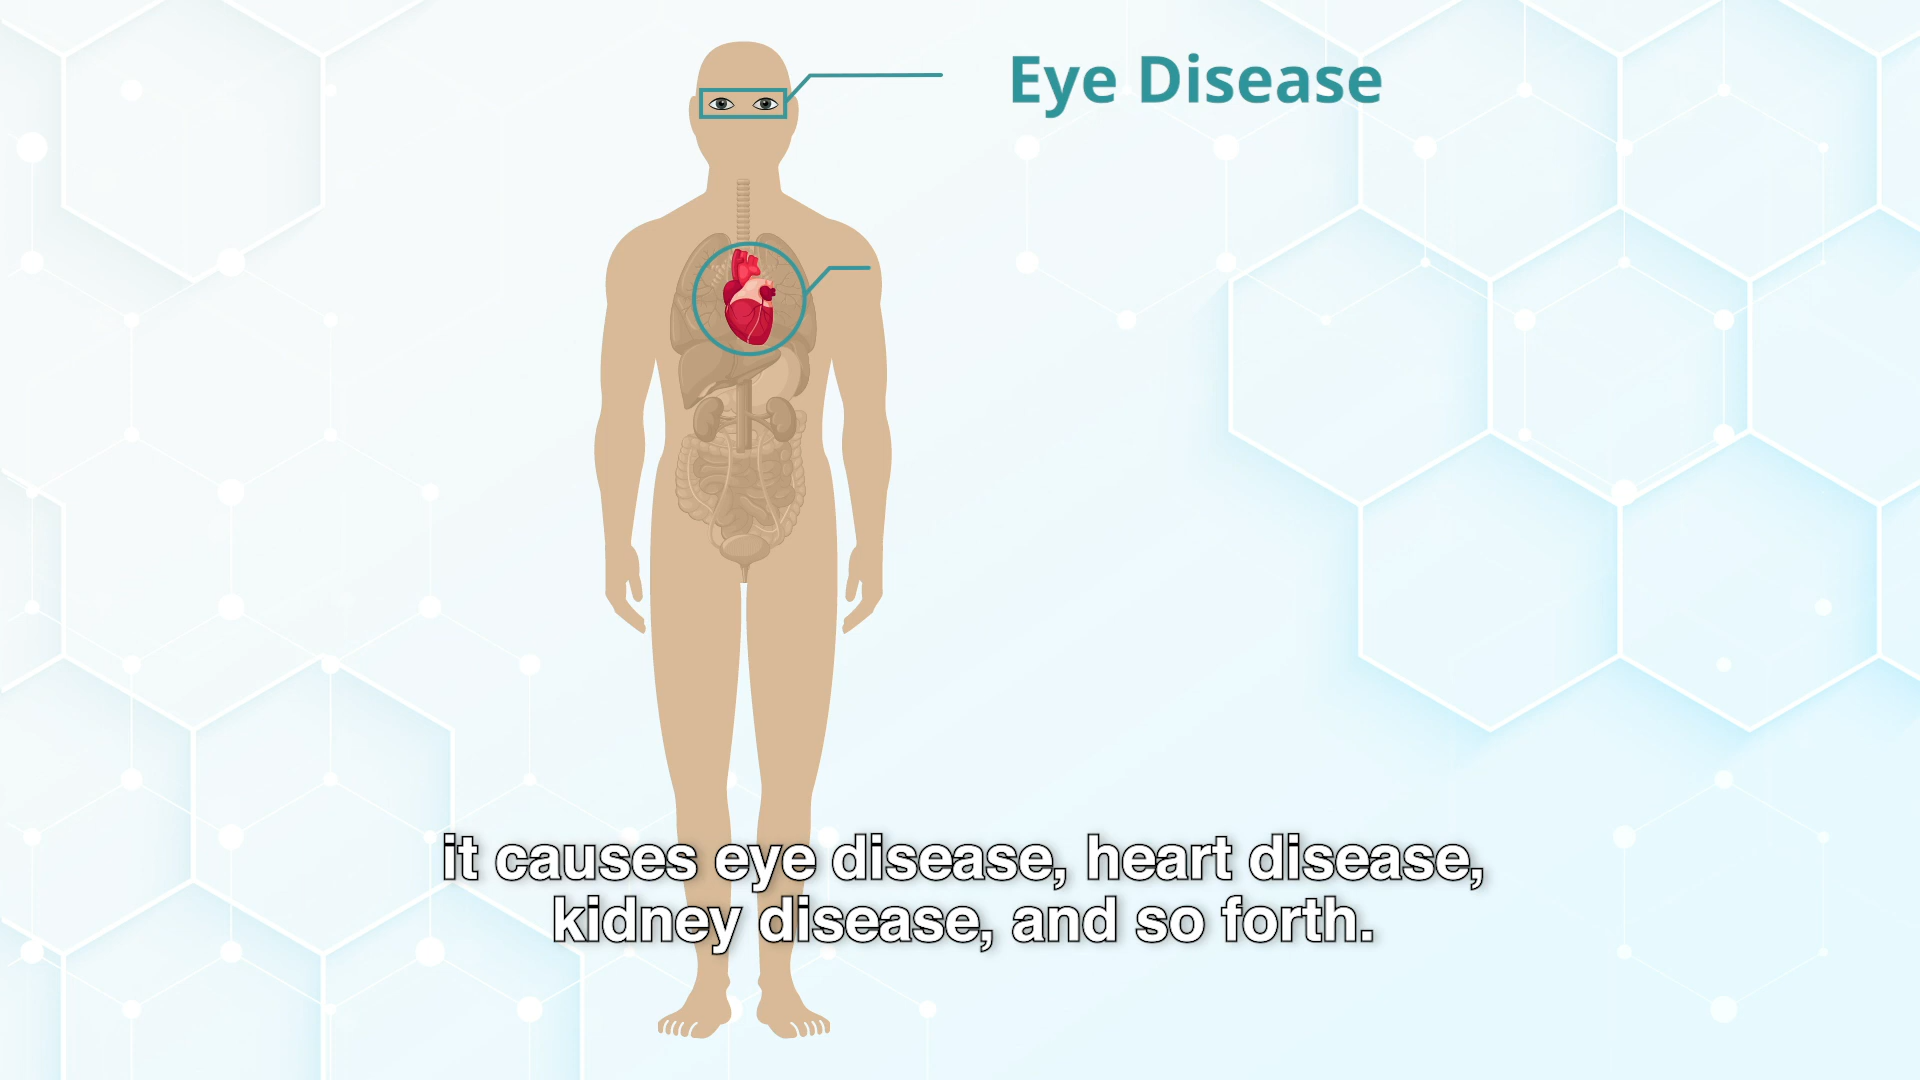 Eye Disease
it causes eye disease, heart disease,
kidney disease, and so forth.